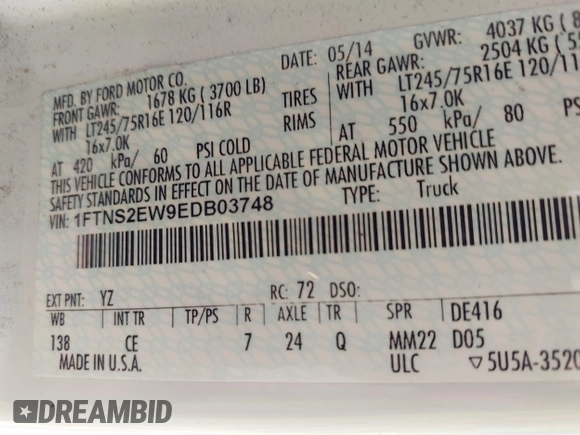 MFD. BY FORD MOTOR CO.
DATE: 05/14
GVWR: 4037 KG
FRONT GAWR: 1678 KG ( 3700 LB)
REAR GAWR: 2504 KG
WITH LT245/75R16E 120/116R TIRES
LT245/75R16E 120/116
16x7.0K RIMS
16x7.0K
AT 420 kPa/ 60 PSI COLD
AT 550 kPa/ 80 PSI
THIS VEHICLE CONFORMS TO ALL APPLICABLE FEDERAL MOTOR VEHICLE
SAFETY STANDARDS IN EFFECT ON THE DATE OF MANUFACTURE SHOWN ABOVE
VIN: 1FTNS2EW9EDB03748
TYPE: Truck
EXT PNT: YZ RC: 72 DSO:
WB INT TR TP/PS R AXLE TR SPR DE416
138 CE 7 24 Q MM22 D05
MADE IN U.S.A. ULC ▽5U5A-3520
DREAMBID